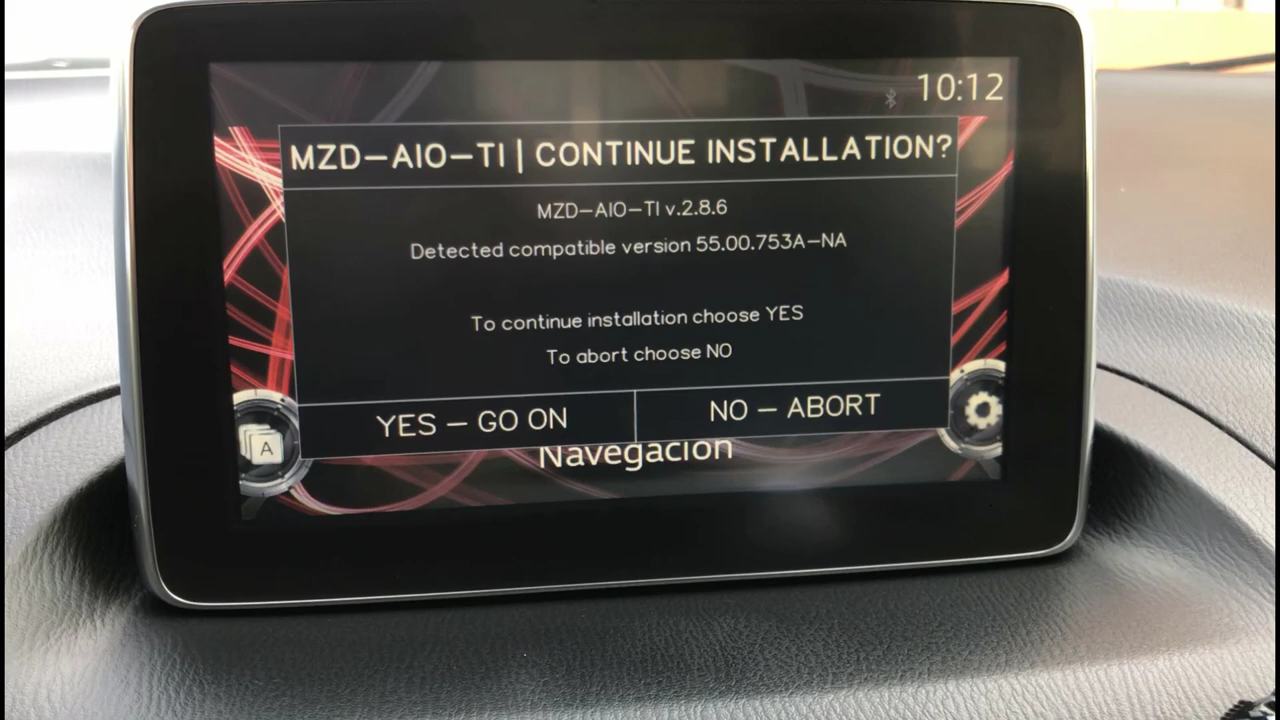 10:12
MZD-AIO-TI | CONTINUE INSTALLATION?
MZD-AIO-TI v.2.8.6
Detected compatible version 55.00.753A-NA
To continue installation choose YES
To abort choose NO
YES - GO ON
NO - ABORT
A
Navegación